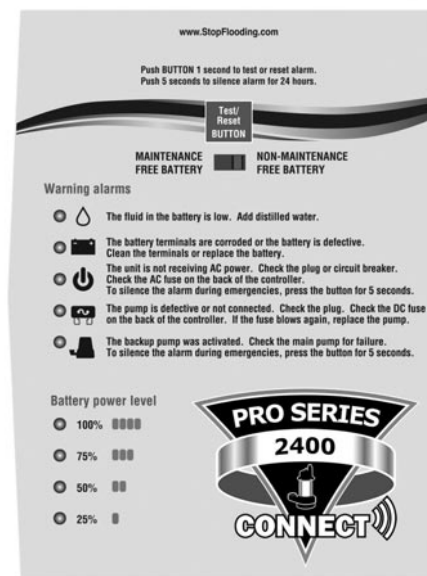 www.StopFlooding.com
Push BUTTON 1 second to test or reset alarm.
Push 5 seconds to silence alarm for 24 hours.
Test/
Reset
BUTTON
MAINTENANCE
FREE BATTERY
NON-MAINTENANCE
FREE BATTERY
Warning alarms
The fluid in the battery is low. Add distilled water.
The battery terminals are corroded or the battery is defective.
Clean the terminals or replace the battery.
The unit is not receiving AC power. Check the plug or circuit breaker.
Check the AC fuse on the back of the controller.
To silence the alarm during emergencies, press the button for 5 seconds.
The pump is defective or not connected. Check the plug. Check the DC fuse
on the back of the controller. If the fuse blows again, replace the pump.
The backup pump was activated. Check the main pump for failure.
To silence the alarm during emergencies, press the button for 5 seconds.
Battery power level
100%
75%
50%
25%
PRO SERIES
2400
CONNECT